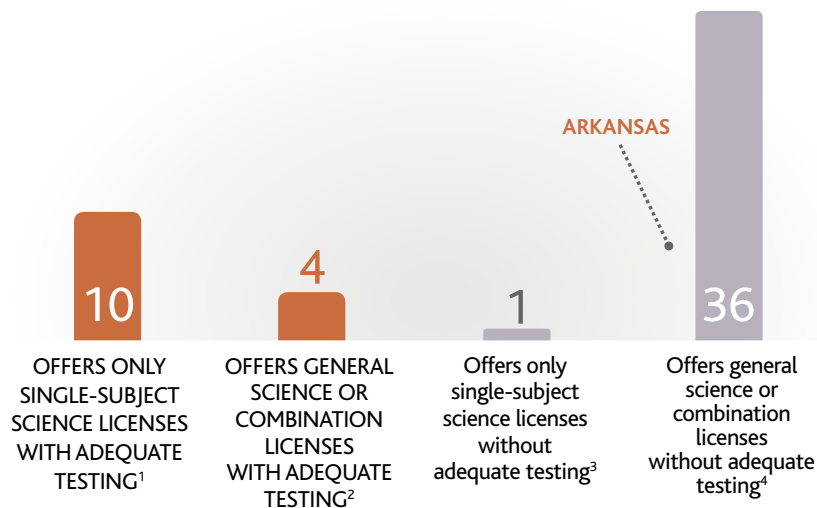 ARKANSAS
10
4
1
36
OFFERS ONLY
SINGLE-SUBJECT
SCIENCE LICENSES
WITH ADEQUATE
TESTING¹
OFFERS GENERAL
SCIENCE OR
COMBINATION
LICENSES
WITH ADEQUATE
TESTING²
Offers only
single-subject
science licenses
without
adequate testing³
Offers general
science or
combination
licenses
without adequate
testing⁴